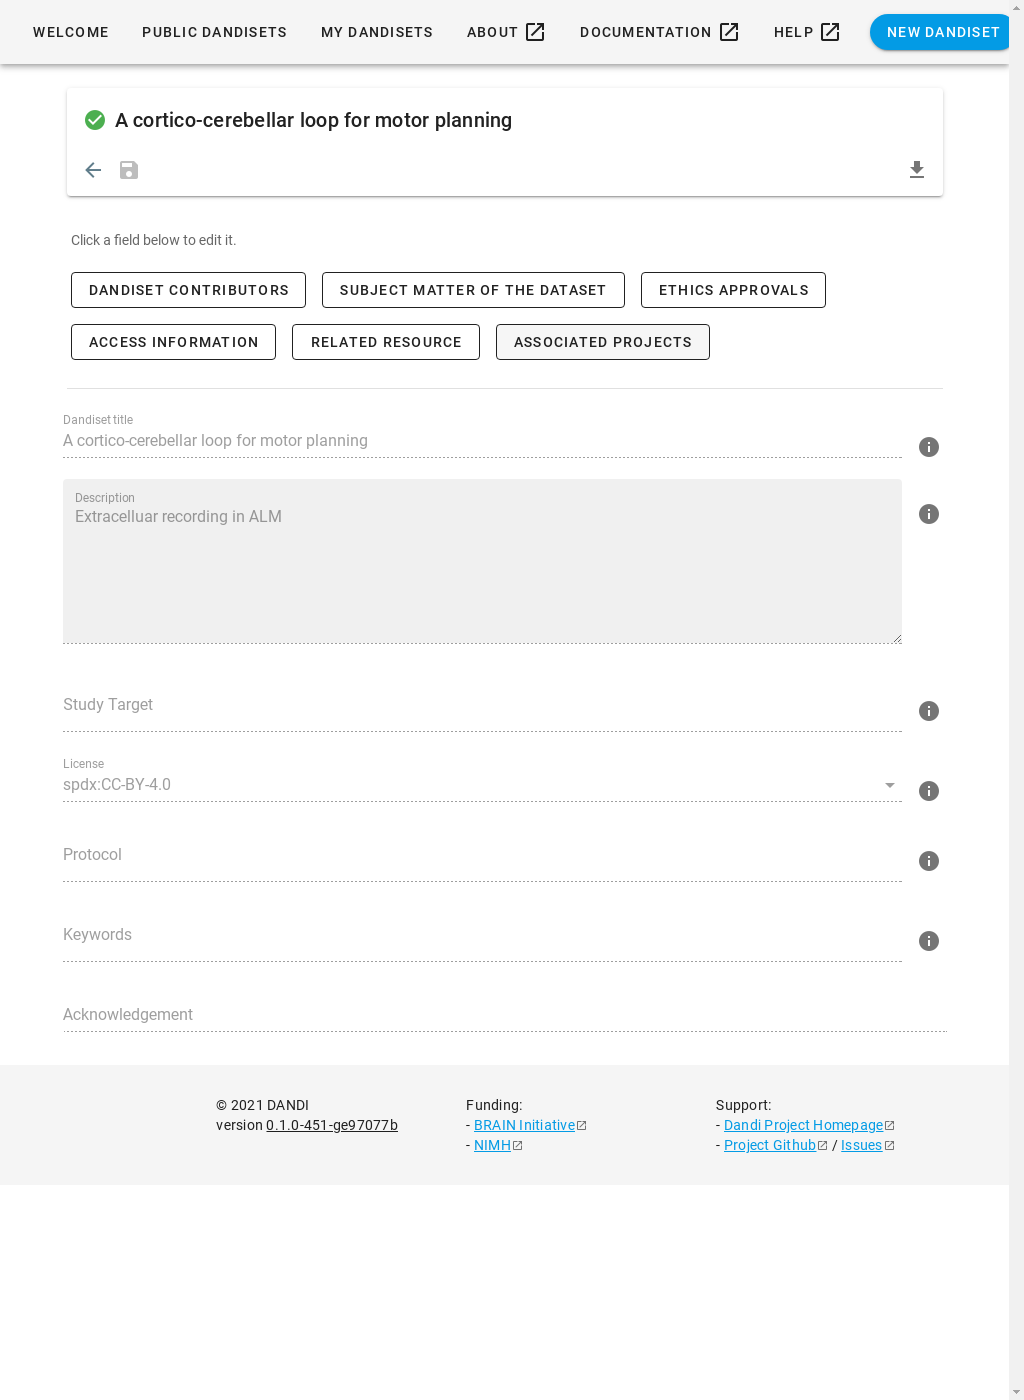 WELCOME PUBLIC DANDISETS MY DANDISETS ABOUT DOCUMENTATION HELP NEW DANDISET
A cortico-cerebellar loop for motor planning
Click a field below to edit it.
DANDISET CONTRIBUTORS SUBJECT MATTER OF THE DATASET ETHICS APPROVALS
ACCESS INFORMATION RELATED RESOURCE ASSOCIATED PROJECTS
Dandiset title
A cortico-cerebellar loop for motor planning
Description
Extracelluar recording in ALM
Study Target
License
spdx:CC-BY-4.0
Protocol
Keywords
Acknowledgement
© 2021 DANDI
version 0.1.0-451-ge97077b
Funding:
- BRAIN Initiative
- NIMH
Support:
- Dandi Project Homepage
- Project Github / Issues